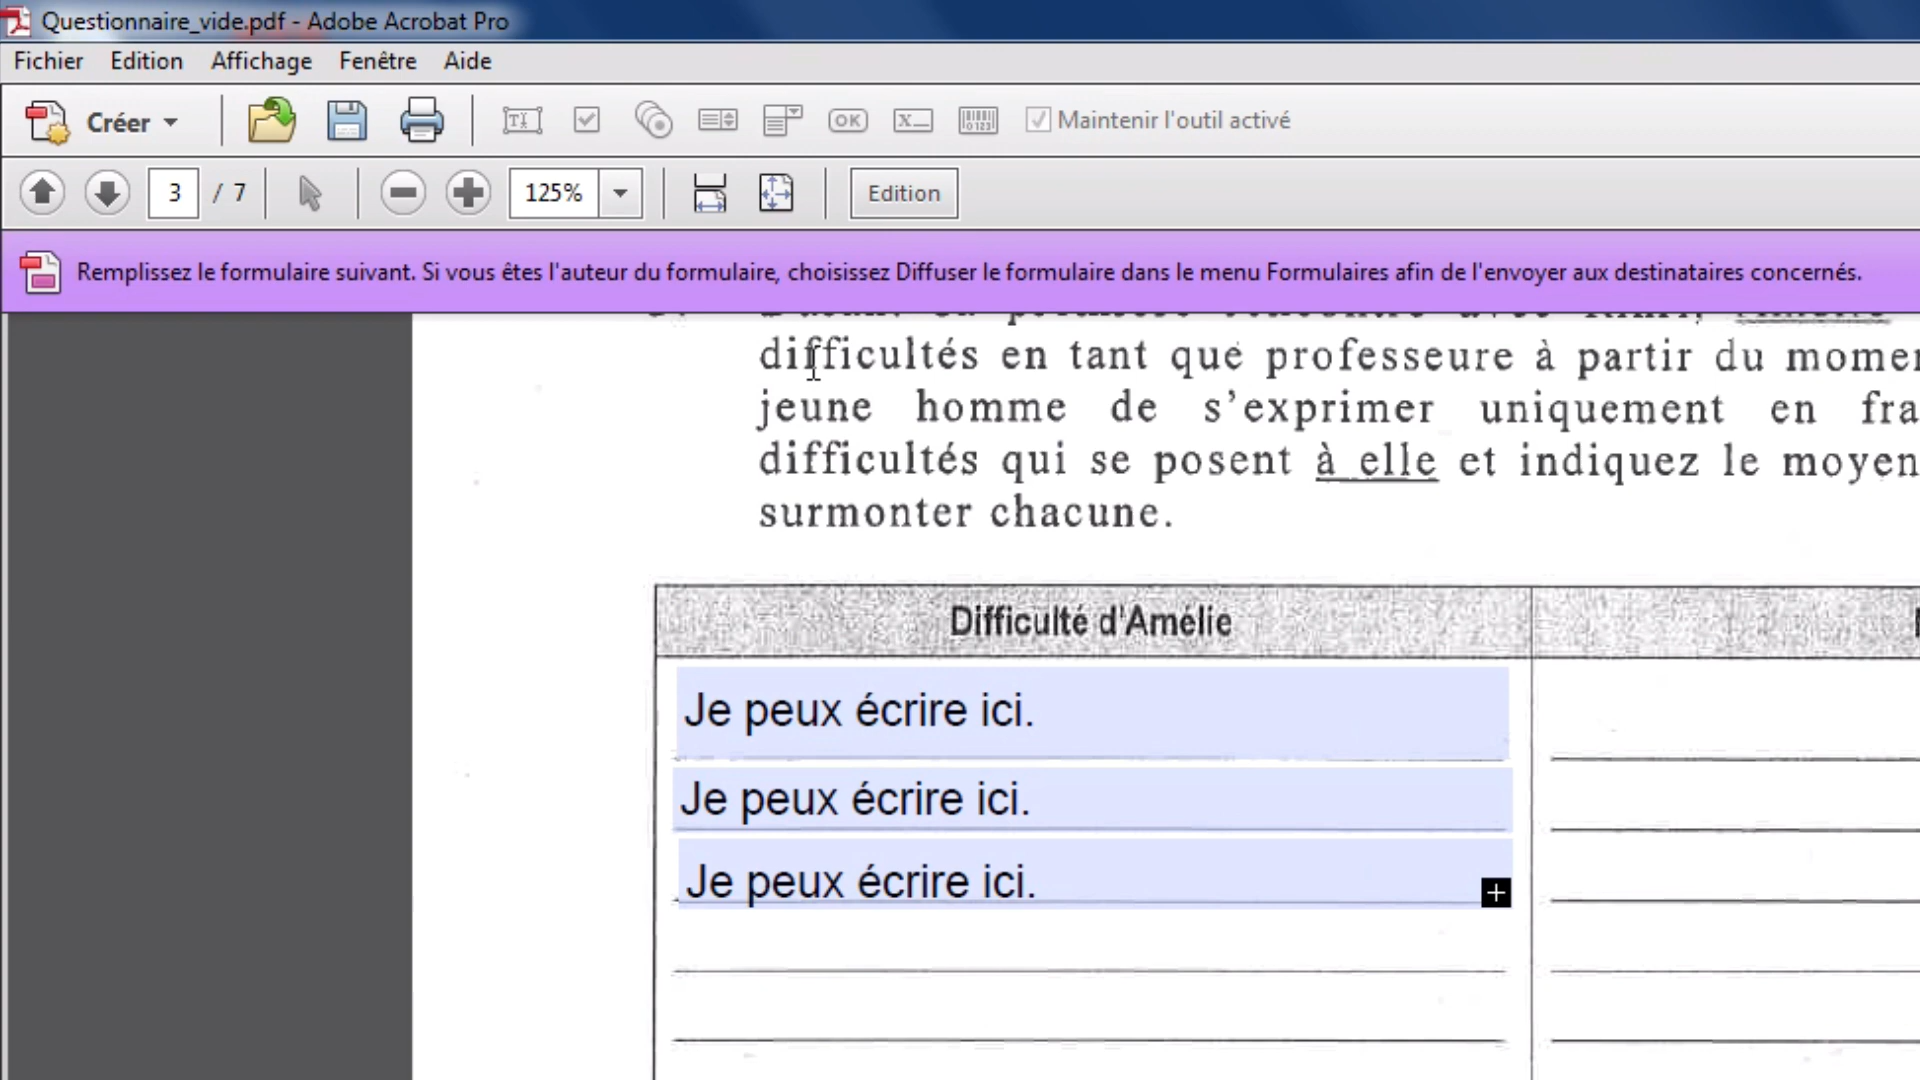 Questionnaire_vide.pdf - Adobe Acrobat Pro
Fichier Edition Affichage Fenêtre Aide
Créer OK Maintenir l'outil activé
3 / 7 125% Edition
Remplissez le formulaire suivant. Si vous êtes l'auteur du formulaire, choisissez Diffuser le formulaire dans le menu Formulaires afin de l'envoyer aux destinataires concernés.
difficultés en tant que professeure à partir du momen
jeune homme de s'exprimer uniquement en fra
difficultés qui se posent à elle et indiquez le moyen
surmonter chacune.
Difficulté d'Amélie
Je peux écrire ici.
Je peux écrire ici.
Je peux écrire ici.